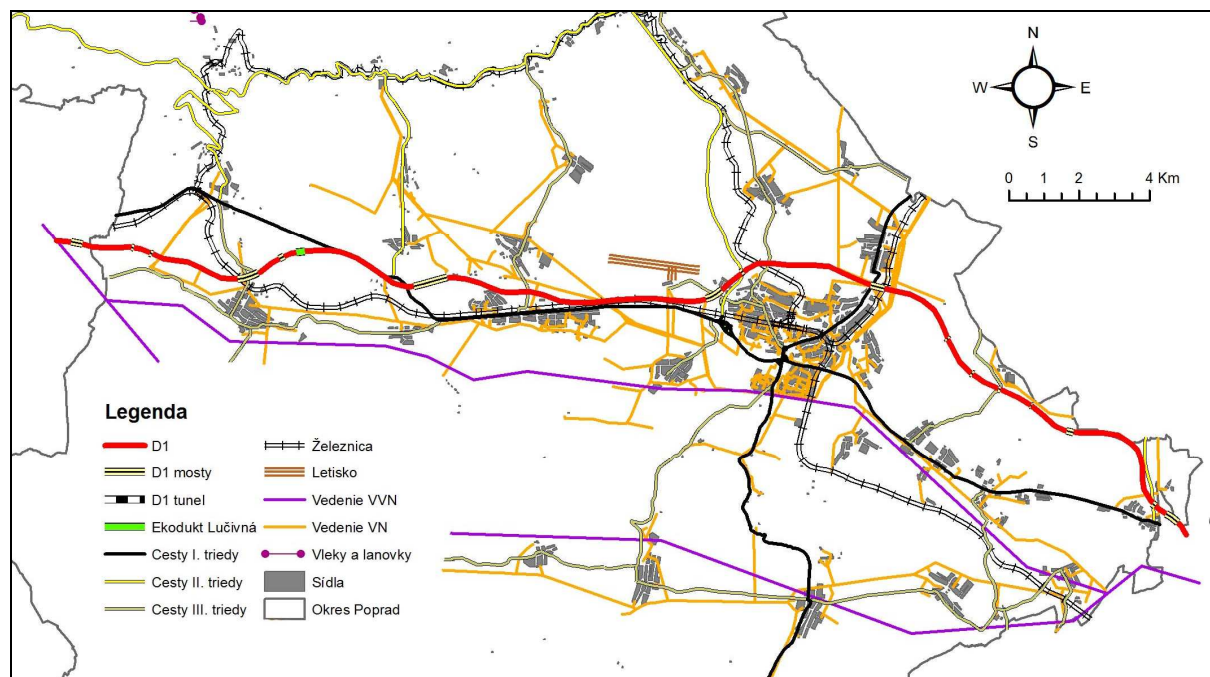 N
W E
S
0 1 2 4 Km
Legenda
D1
D1 mosty
D1 tunel
Ekodukt Lučivná
Cesty I. triedy
Cesty II. triedy
Cesty III. triedy
Železnica
Letisko
Vedenie VVN
Vedenie VN
Vleky a lanovky
Sídla
Okres Poprad